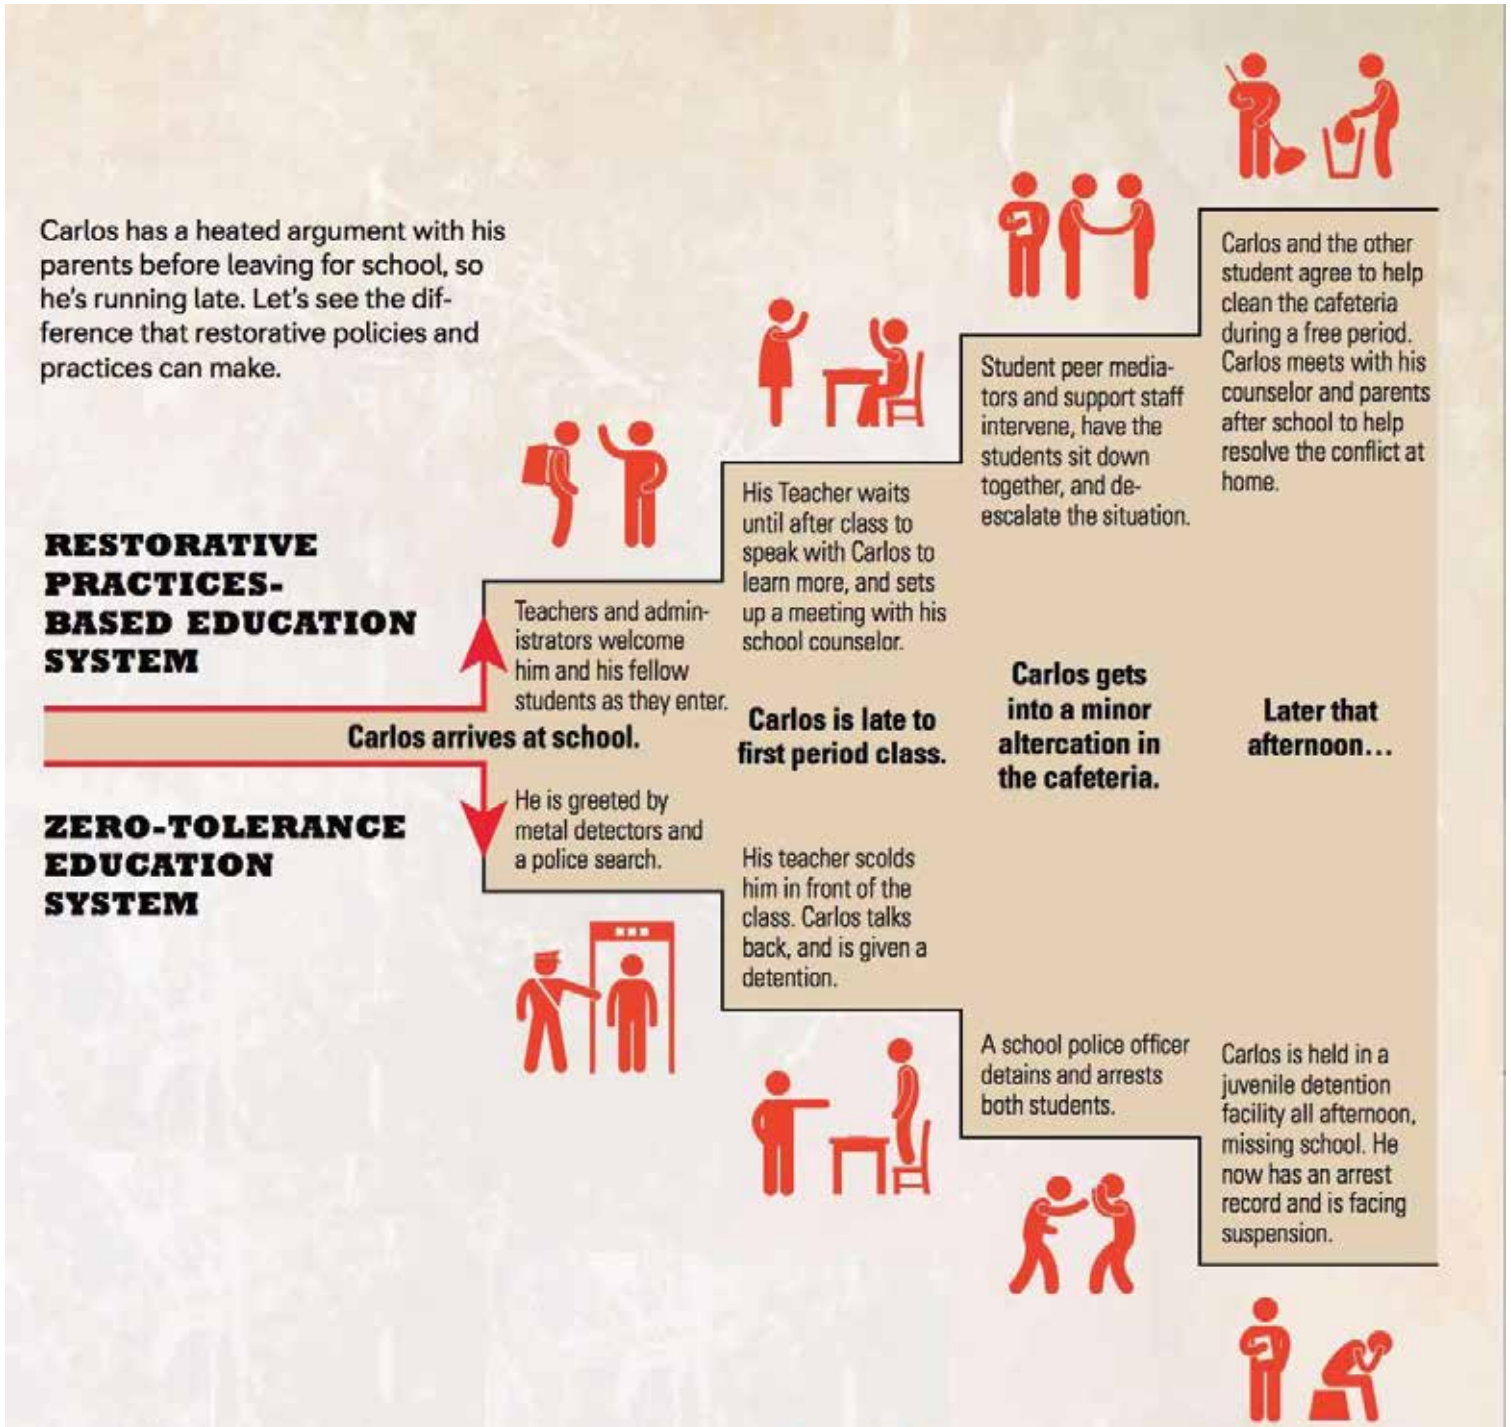 Carlos has a heated argument with his
parents before leaving for school, so
he's running late. Let's see the dif-
ference that restorative policies and
practices can make.
RESTORATIVE
PRACTICES-
BASED EDUCATION
SYSTEM
Teachers and admin-
istrators welcome
him and his fellow
students as they enter.
His Teacher waits
until after class to
speak with Carlos to
learn more, and sets
up a meeting with his
school counselor.
Student peer media-
tors and support staff
intervene, have the
students sit down
together, and de-
escalate the situation.
Carlos and the other
student agree to help
clean the cafeteria
during a free period.
Carlos meets with his
counselor and parents
after school to help
resolve the conflict at
home.
Carlos arrives at school.
Carlos is late to
first period class.
Carlos gets
into a minor
altercation in
the cafeteria.
Later that
afternoon...
ZERO-TOLERANCE
EDUCATION
SYSTEM
He is greeted by
metal detectors and
a police search.
His teacher scolds
him in front of the
class. Carlos talks
back, and is given a
detention.
A school police officer
detains and arrests
both students.
Carlos is held in a
juvenile detention
facility all afternoon,
missing school. He
now has an arrest
record and is facing
suspension.